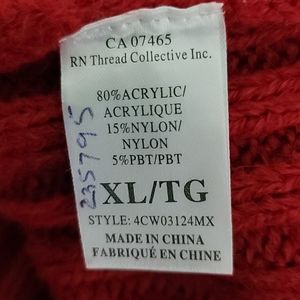 CA 07465
RN Thread Collective Inc.
80%ACRYLIC/
ACRYLIQUE
15%NYLON/
NYLON
5%PBT/PBT
XL/TG
STYLE: 4CW03124MX
MADE IN CHINA
FABRIQUÉ EN CHINE
235795